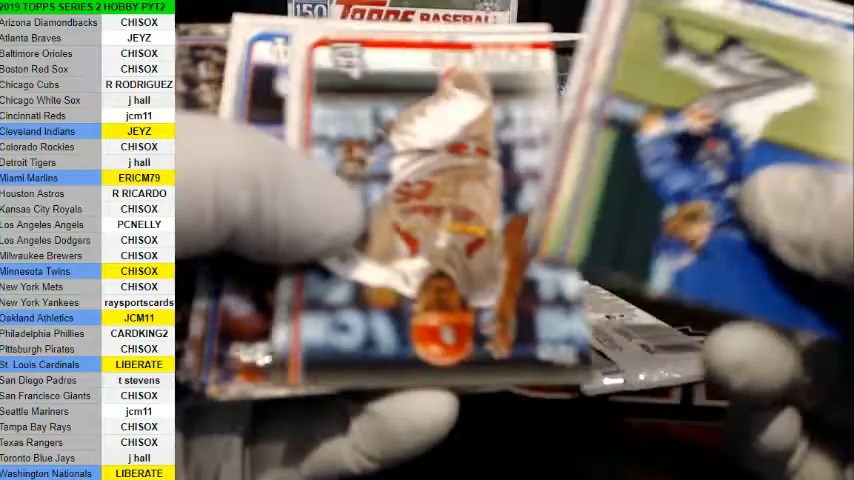 2019 TOPPS SERIES 2 HOBBY PYT2
Arizona Diamondbacks CHISOX
Atlanta Braves JEYZ
Baltimore Orioles CHISOX
Boston Red Sox CHISOX
Chicago Cubs R RODRIGUEZ
Chicago White Sox j hall
Cincinnati Reds jcm11
Cleveland Indians JEYZ
Colorado Rockies CHISOX
Detroit Tigers j hall
Miami Marlins ERICM79
Houston Astros R RICARDO
Kansas City Royals CHISOX
Los Angeles Angels PCNELLY
Los Angeles Dodgers CHISOX
Milwaukee Brewers CHISOX
Minnesota Twins CHISOX
New York Mets CHISOX
New York Yankees raysportscards
Oakland Athletics JCM11
Philadelphia Phillies CARDKING2
Pittsburgh Pirates CHISOX
St. Louis Cardinals LIBERATE
San Diego Padres t stevens
San Francisco Giants CHISOX
Seattle Mariners jcm11
Tampa Bay Rays CHISOX
Texas Rangers CHISOX
Toronto Blue Jays j hall
Washington Nationals LIBERATE
150 Topps BASEBALL